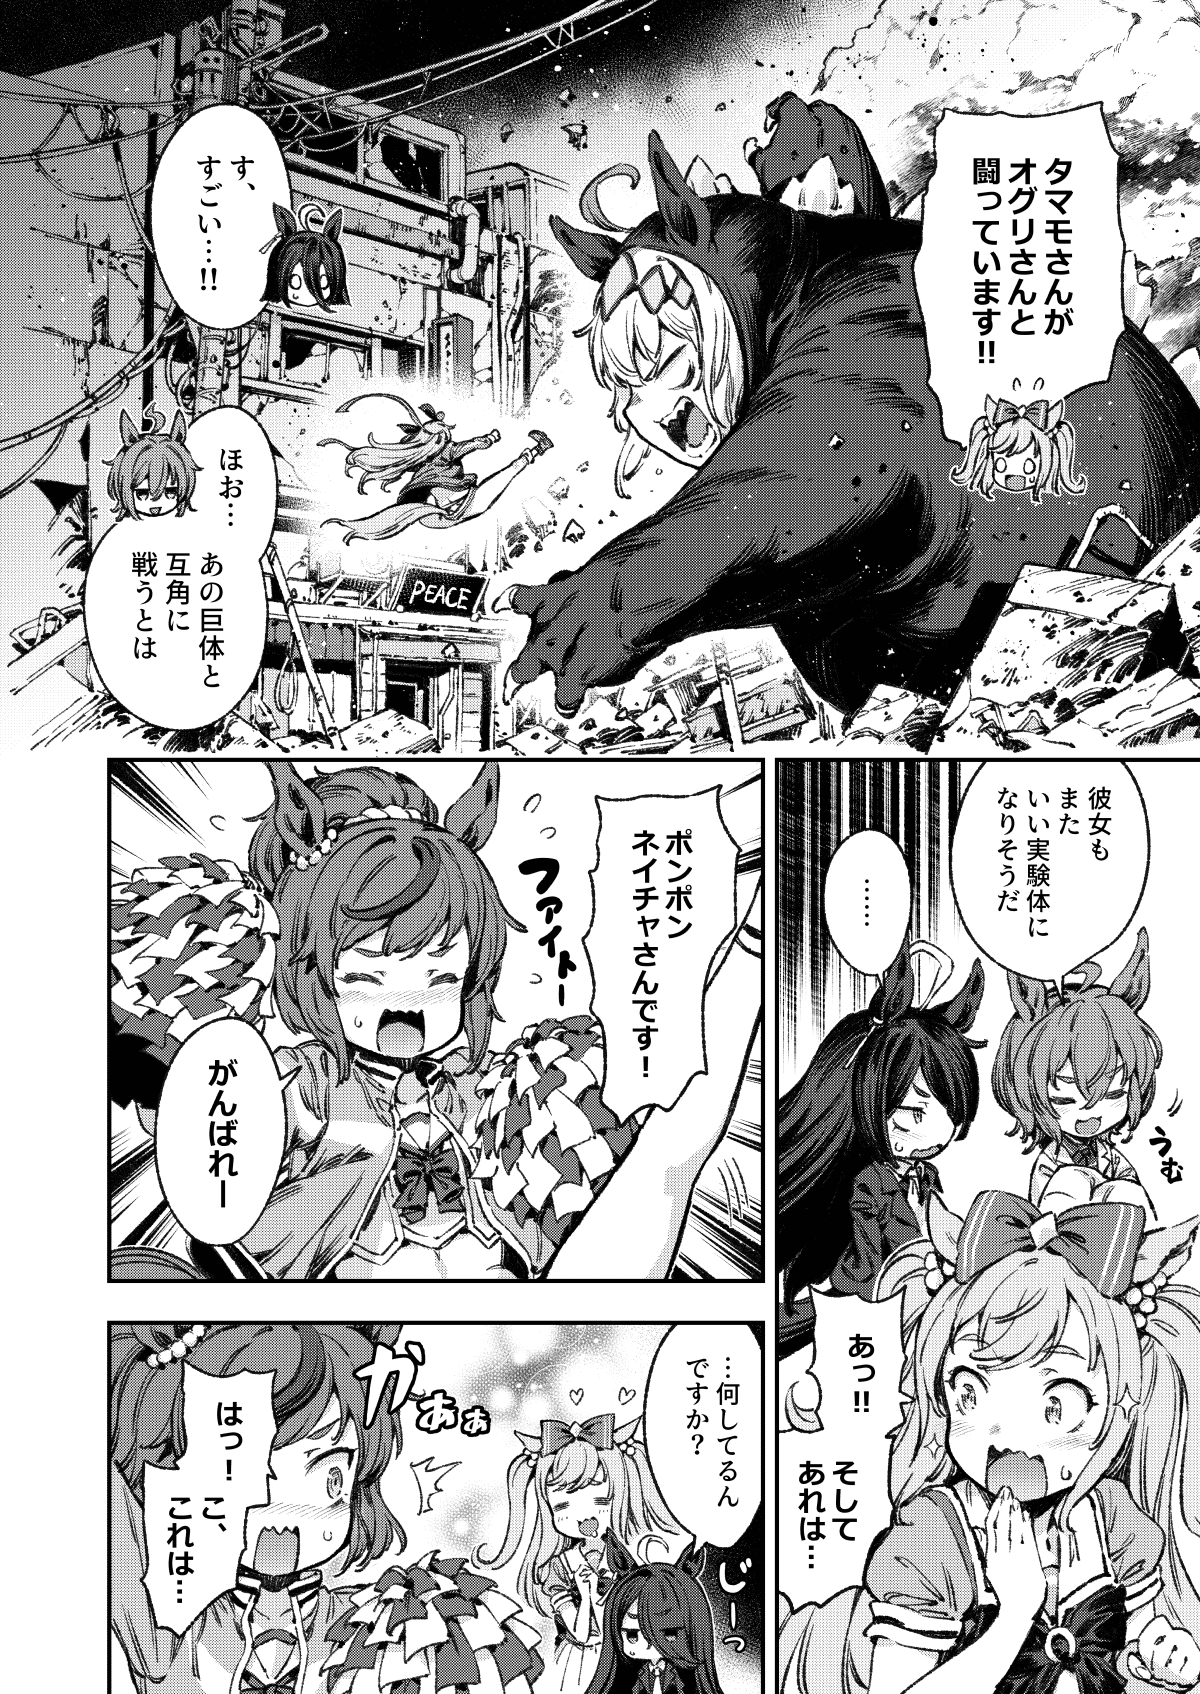 タマモさんが
オグリさんと
闘っています!!
す、
すごい…!!
ほお…
あの巨体と
互角に
戦うとは
PEACE
彼女も
また
いい実験体に
なりそうだ
……
うむ
あっ!!
そして
あれは…
ポンポン
ネイチャさんです!
ファイトー
がんばれー
…何してるん
ですか?
じーっ
かぁぁ
はっ!
こ、
これは…